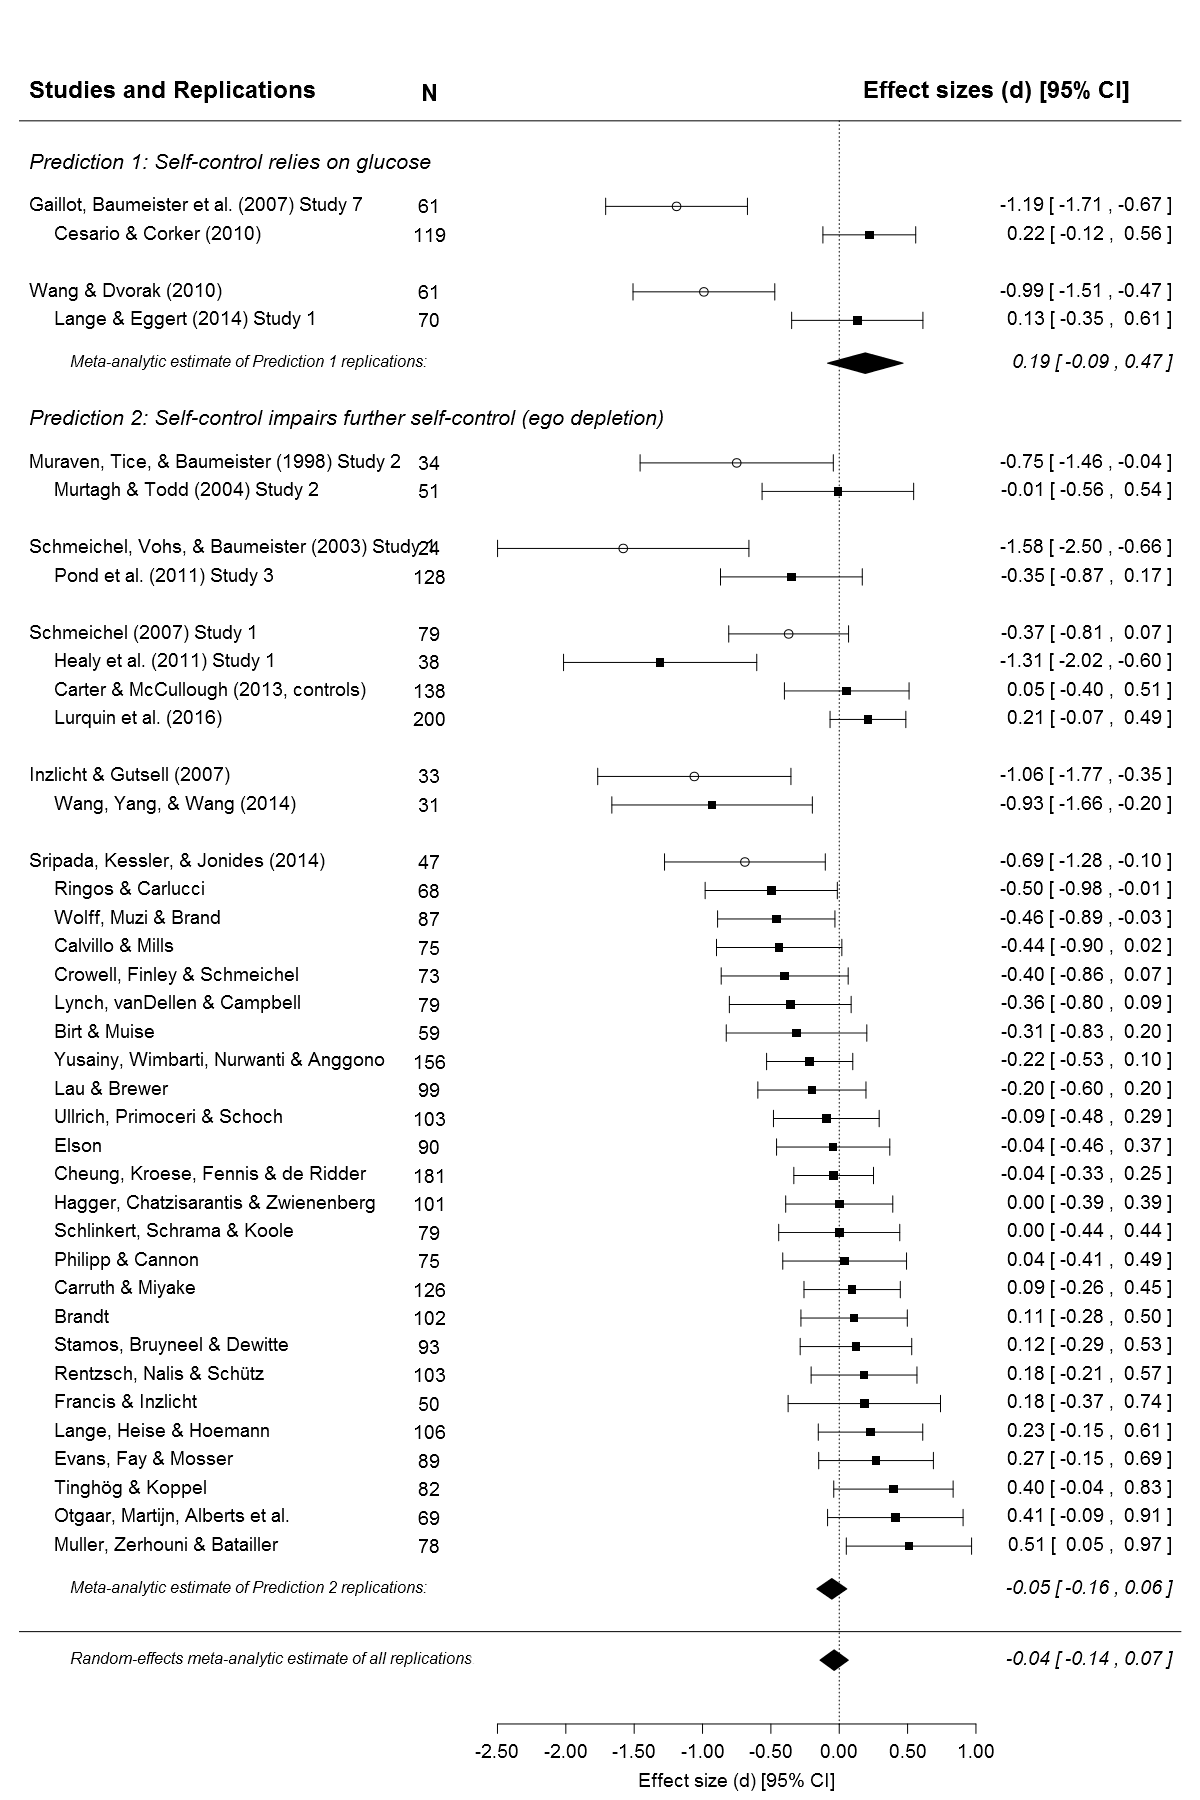 Studies and Replications N Effect sizes (d) [95% CI]
Prediction 1: Self-control relies on glucose
Gaillot, Baumeister et al. (2007) Study 7 61 -1.19 [ -1.71 , -0.67 ]
Cesario & Corker (2010) 119 0.22 [ -0.12 , 0.56 ]
Wang & Dvorak (2010) 61 -0.99 [ -1.51 , -0.47 ]
Lange & Eggert (2014) Study 1 70 0.13 [ -0.35 , 0.61 ]
Meta-analytic estimate of Prediction 1 replications: 0.19 [ -0.09 , 0.47 ]
Prediction 2: Self-control impairs further self-control (ego depletion)
Muraven, Tice, & Baumeister (1998) Study 2 34 -0.75 [ -1.46 , -0.04 ]
Murtagh & Todd (2004) Study 2 51 -0.01 [ -0.56 , 0.54 ]
Schmeichel, Vohs, & Baumeister (2003) Study 1 24 -1.58 [ -2.50 , -0.66 ]
Pond et al. (2011) Study 3 128 -0.35 [ -0.87 , 0.17 ]
Schmeichel (2007) Study 1 79 -0.37 [ -0.81 , 0.07 ]
Healy et al. (2011) Study 1 38 -1.31 [ -2.02 , -0.60 ]
Carter & McCullough (2013, controls) 138 0.05 [ -0.40 , 0.51 ]
Lurquin et al. (2016) 200 0.21 [ -0.07 , 0.49 ]
Inzlicht & Gutsell (2007) 33 -1.06 [ -1.77 , -0.35 ]
Wang, Yang, & Wang (2014) 31 -0.93 [ -1.66 , -0.20 ]
Sripada, Kessler, & Jonides (2014) 47 -0.69 [ -1.28 , -0.10 ]
Ringos & Carlucci 68 -0.50 [ -0.98 , -0.01 ]
Wolff, Muzi & Brand 87 -0.46 [ -0.89 , -0.03 ]
Calvillo & Mills 75 -0.44 [ -0.90 , 0.02 ]
Crowell, Finley & Schmeichel 73 -0.40 [ -0.86 , 0.07 ]
Lynch, vanDellen & Campbell 79 -0.36 [ -0.80 , 0.09 ]
Birt & Muise 59 -0.31 [ -0.83 , 0.20 ]
Yusainy, Wimbarti, Nurwanti & Anggono 156 -0.22 [ -0.53 , 0.10 ]
Lau & Brewer 99 -0.20 [ -0.60 , 0.20 ]
Ullrich, Primoceri & Schoch 103 -0.09 [ -0.48 , 0.29 ]
Elson 90 -0.04 [ -0.46 , 0.37 ]
Cheung, Kroese, Fennis & de Ridder 181 -0.04 [ -0.33 , 0.25 ]
Hagger, Chatzisarantis & Zwienenberg 101 0.00 [ -0.39 , 0.39 ]
Schlinkert, Schrama & Koole 79 0.00 [ -0.44 , 0.44 ]
Philipp & Cannon 75 0.04 [ -0.41 , 0.49 ]
Carruth & Miyake 126 0.09 [ -0.26 , 0.45 ]
Brandt 102 0.11 [ -0.28 , 0.50 ]
Stamos, Bruyneel & Dewitte 93 0.12 [ -0.29 , 0.53 ]
Rentzsch, Nalis & Schütz 103 0.18 [ -0.21 , 0.57 ]
Francis & Inzlicht 50 0.18 [ -0.37 , 0.74 ]
Lange, Heise & Hoemann 106 0.23 [ -0.15 , 0.61 ]
Evans, Fay & Mosser 89 0.27 [ -0.15 , 0.69 ]
Tinghög & Koppel 82 0.40 [ -0.04 , 0.83 ]
Otgaar, Martijn, Alberts et al. 69 0.41 [ -0.09 , 0.91 ]
Muller, Zerhouni & Batailler 78 0.51 [ 0.05 , 0.97 ]
Meta-analytic estimate of Prediction 2 replications: -0.05 [ -0.16 , 0.06 ]
Random-effects meta-analytic estimate of all replications -0.04 [ -0.14 , 0.07 ]
-2.50 -2.00 -1.50 -1.00 -0.50 0.00 0.50 1.00
Effect size (d) [95% CI]